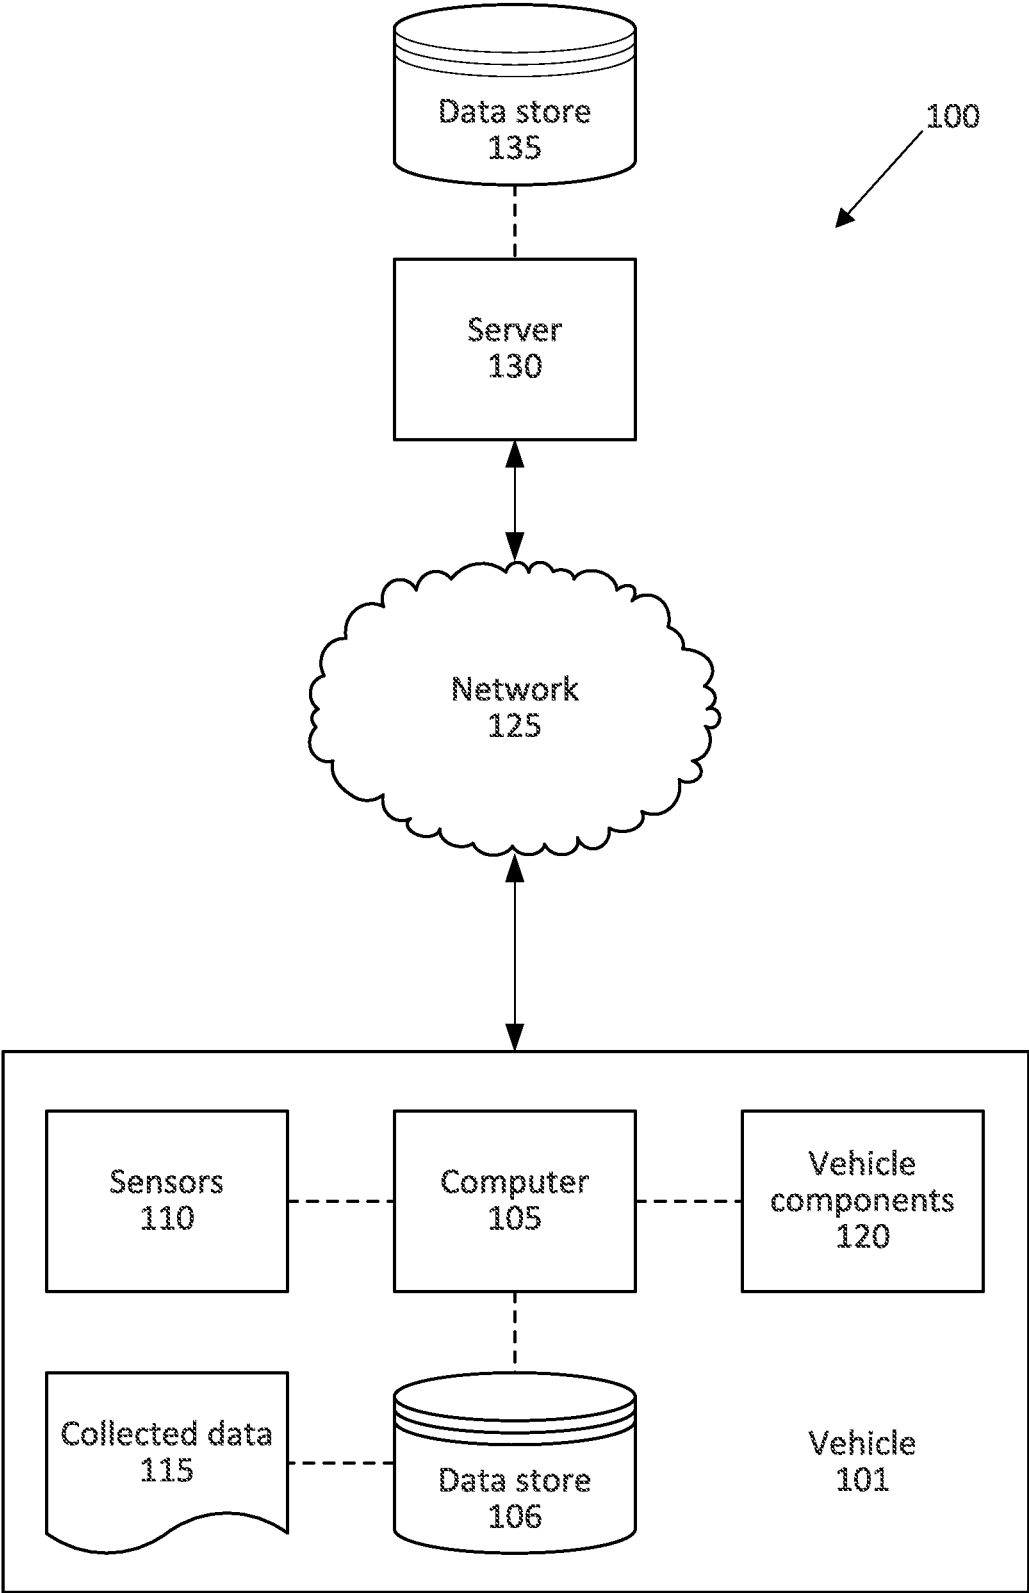 Data store
135
100
Server
130
Network
125
Sensors
110
Computer
105
Vehicle
components
120
Collected data
115
Data store
106
Vehicle
101